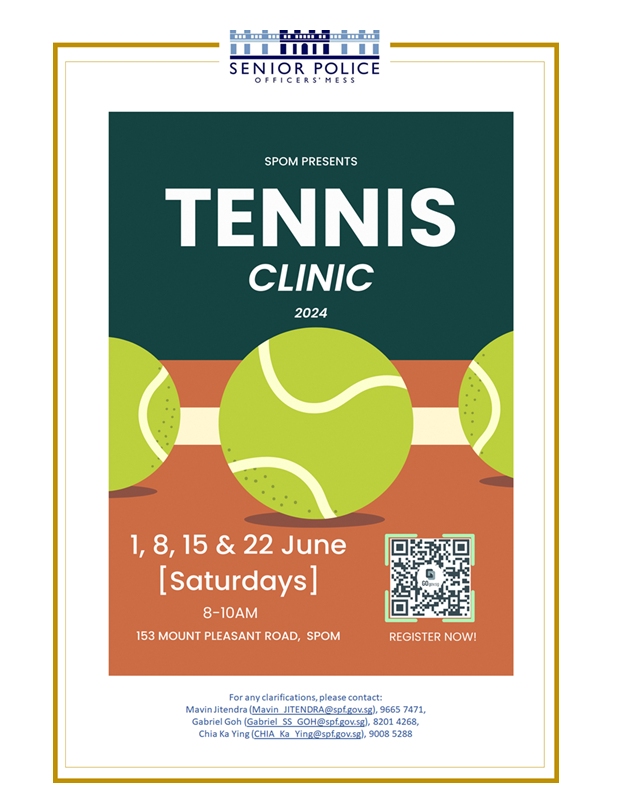 SENIOR POLICE
OFFICERS' MESS
SPOM PRESENTS
TENNIS
CLINIC
2024
1, 8, 15 & 22 June
[Saturdays]
8-10AM
153 MOUNT PLEASANT ROAD, SPOM
GOgov.sg
REGISTER NOW!
For any clarifications, please contact:
Mavin Jitendra (Mavin_JITENDRA@spf.gov.sg), 9665 7471,
Gabriel Goh (Gabriel_SS_GOH@spf.gov.sg), 8201 4268,
Chia Ka Ying (CHIA_Ka_Ying@spf.gov.sg), 9008 5288